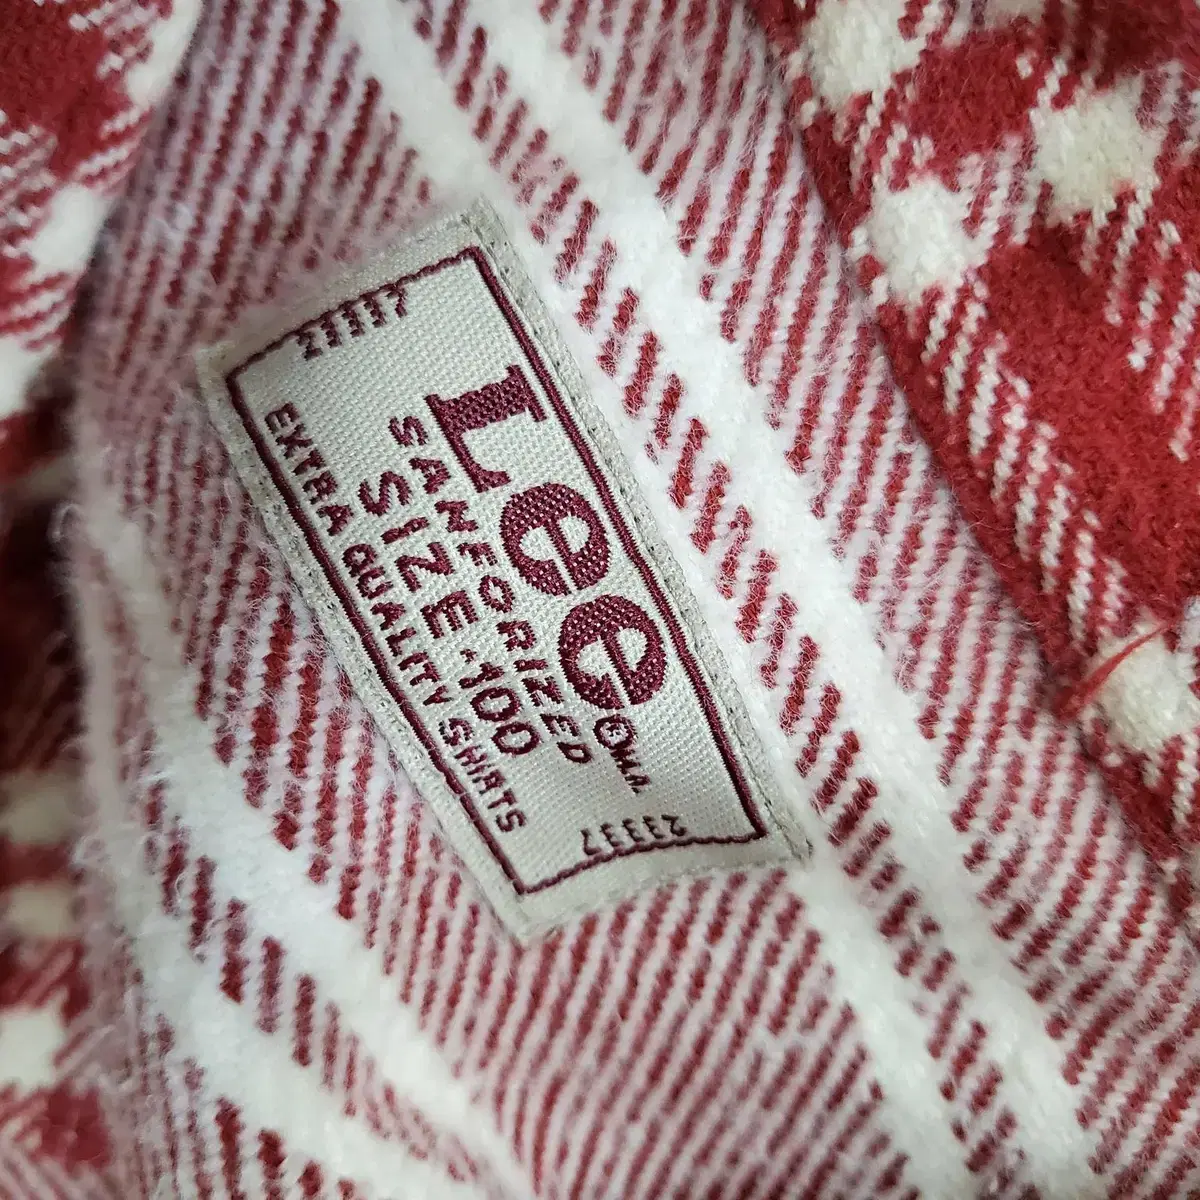 23337
Lee ® M.R.
SANFORIZED
SIZE·100
EXTRA QUALITY SHIRTS
23337